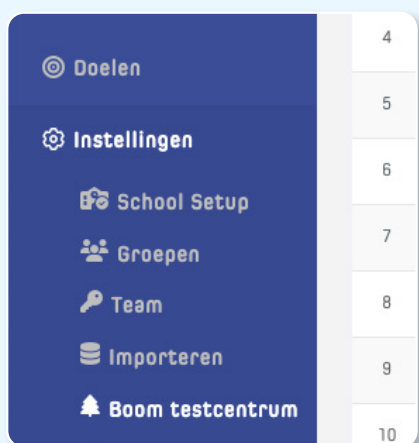 Doelen
Instellingen
School Setup
Groepen
Team
Importeren
Boom testcentrum
4
5
6
7
8
9
10